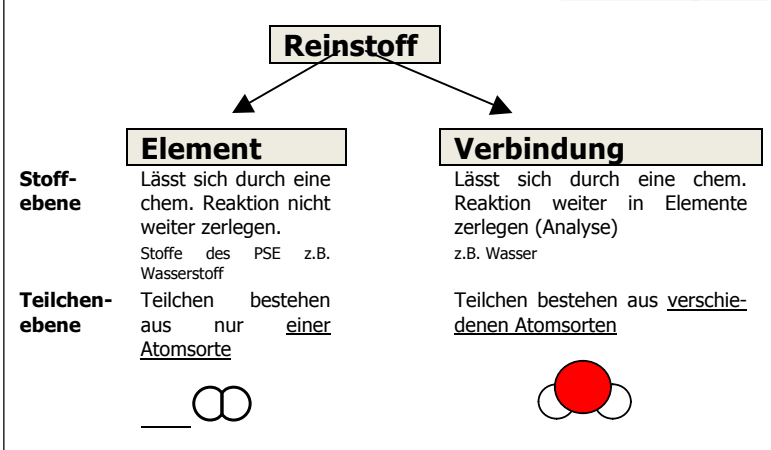 Reinstoff
Element
Verbindung
Stoff-
ebene
Lässt sich durch eine
chem. Reaktion nicht
weiter zerlegen.
Stoffe des PSE z.B.
Wasserstoff
Lässt sich durch eine chem.
Reaktion weiter in Elemente
zerlegen (Analyse)
z.B. Wasser
Teilchen-
ebene
Teilchen bestehen
aus nur einer
Atomsorte
Teilchen bestehen aus verschie-
denen Atomsorten